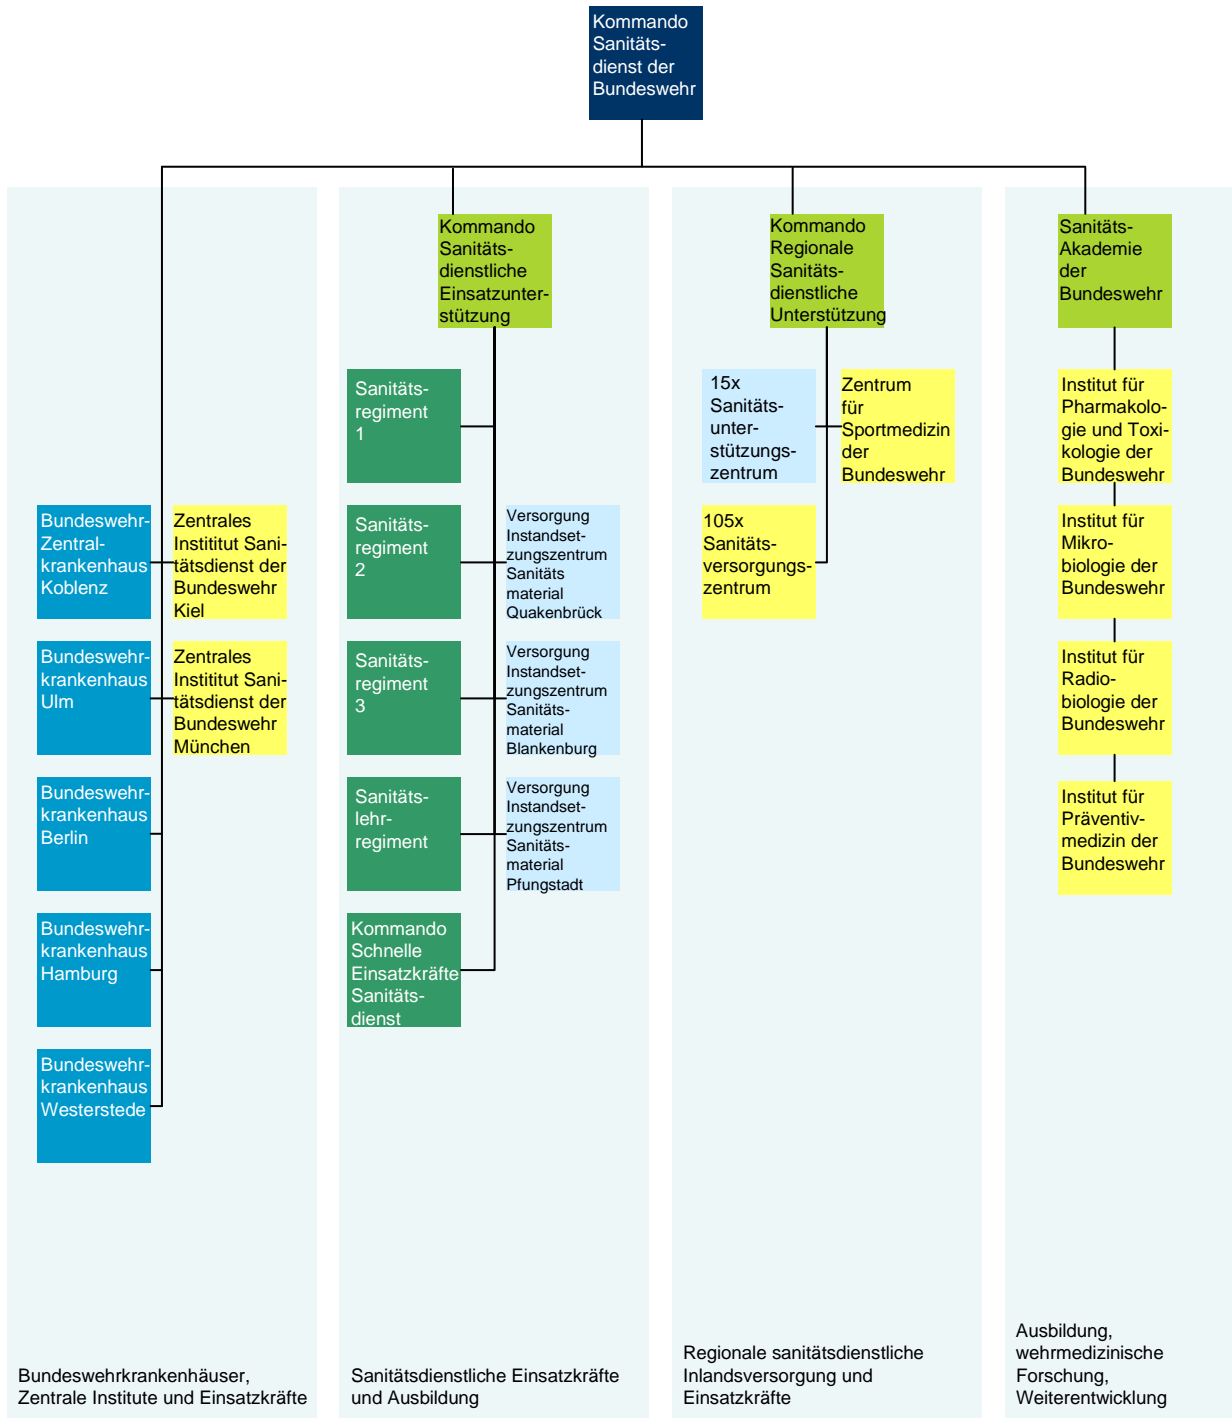 Kommando
Sanitäts-
dienst der
Bundeswehr
Bundeswehr-
Zentral-
krankenhaus
Koblenz
Zentrales
Instititut Sani-
tätsdienst der
Bundeswehr
Kiel
Bundeswehr-
krankenhaus
Ulm
Zentrales
Instititut Sani-
tätsdienst der
Bundeswehr
München
Bundeswehr-
krankenhaus
Berlin
Bundeswehr-
krankenhaus
Hamburg
Bundeswehr-
krankenhaus
Westerstede
Bundeswehrkrankenhäuser,
Zentrale Institute und Einsatzkräfte
Kommando
Sanitäts-
dienstliche
Einsatzunter-
stützung
Sanitäts-
regiment
1
Sanitäts-
regiment
2
Versorgung
Instandset-
zungszentrum
Sanitäts
material
Quakenbrück
Sanitäts-
regiment
3
Versorgung
Instandset-
zungszentrum
Sanitäts-
material
Blankenburg
Sanitäts-
lehr-
regiment
Versorgung
Instandset-
zungszentrum
Sanitäts-
material
Pfungstadt
Kommando
Schnelle
Einsatzkräfte
Sanitäts-
dienst
Sanitätsdienstliche Einsatzkräfte
und Ausbildung
Kommando
Regionale
Sanitäts-
dienstliche
Unterstützung
15x
Sanitäts-
unter-
stützungs-
zentrum
Zentrum
für
Sportmedizin
der
Bundeswehr
105x
Sanitäts-
versorgungs-
zentrum
Regionale sanitätsdienstliche
Inlandsversorgung und
Einsatzkräfte
Sanitäts-
Akademie
der
Bundeswehr
Institut für
Pharmakolo-
gie und Toxi-
kologie der
Bundeswehr
Institut für
Mikro-
biologie der
Bundeswehr
Institut für
Radio-
biologie der
Bundeswehr
Institut für
Präventiv-
medizin der
Bundeswehr
Ausbildung,
wehrmedizinische
Forschung,
Weiterentwicklung